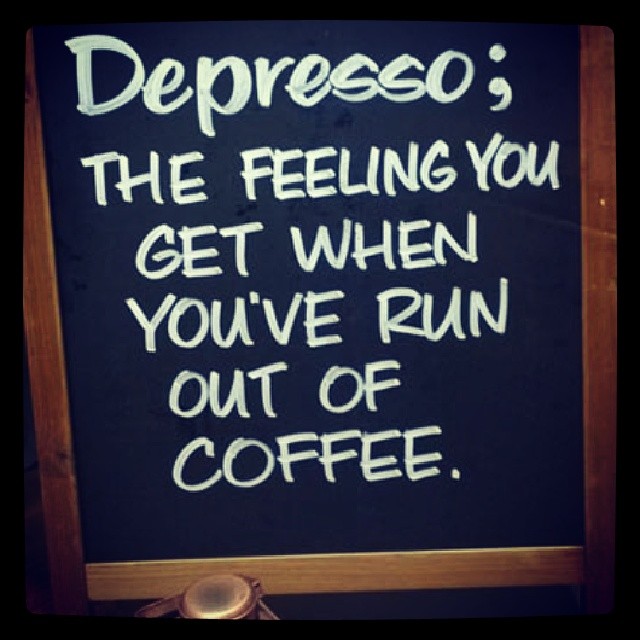 Depresso;
THE FEELING YOU
GET WHEN
YOU'VE RUN
OUT OF
COFFEE.